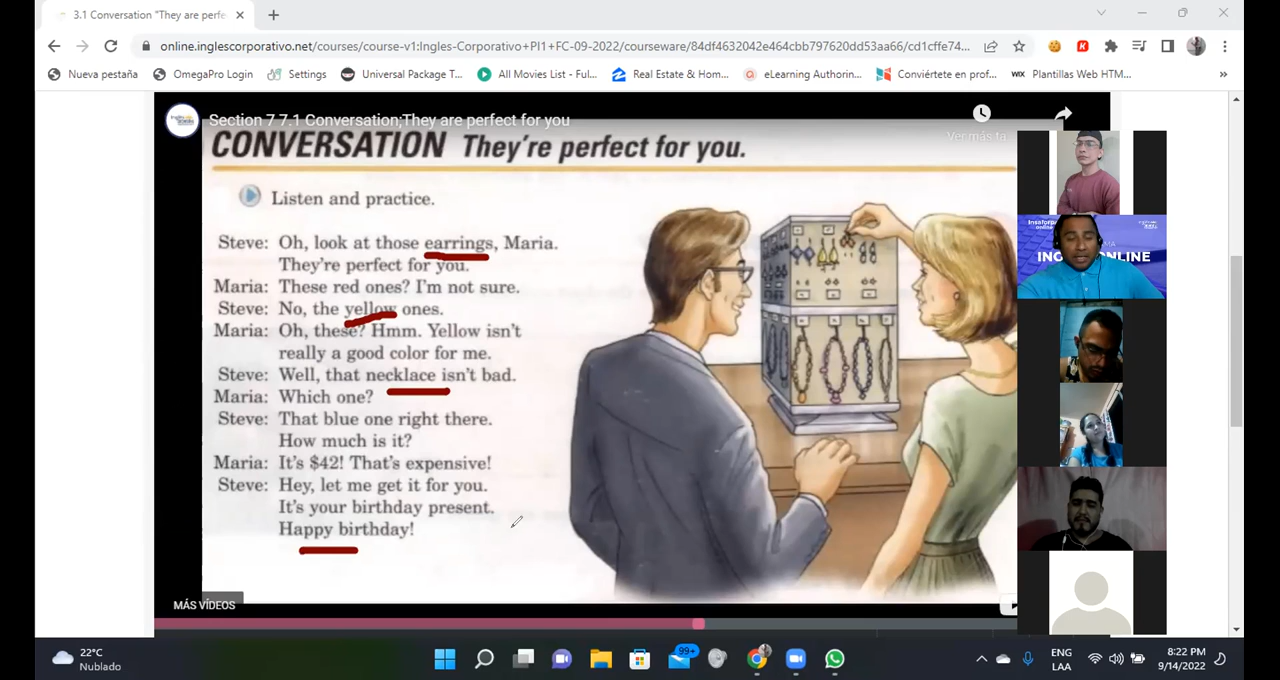 3.1 Conversation "They are perfe
online.inglescorporativo.net/courses/course-v1:Ingles-Corporativo+PI1+FC-09-2022/courseware/84df4632042e464cbb797620dd53aa66/cd1cffe74...
Nueva pestaña
OmegaPro Login
Settings
Universal Package T...
All Movies List - Ful...
Real Estate & Hom...
eLearning Authorin...
Conviértete en prof...
WIX Plantillas Web HTM...
»
Section 7 7.1 Conversation;They are perfect for you
Ver más ta
CONVERSATION They're perfect for you.
Listen and practice.
Steve: Oh, look at those earrings, Maria.
They're perfect for you.
Maria: These red ones? I'm not sure.
Steve: No, the yellow ones.
Maria: Oh, these? Hmm. Yellow isn't
really a good color for me.
Steve: Well, that necklace isn't bad.
Maria: Which one?
Steve: That blue one right there.
How much is it?
Maria: It's $42! That's expensive!
Steve: Hey, let me get it for you.
It's your birthday present.
Happy birthday!
MÁS VÍDEOS
22°C
Nublado
99+
ENG
LAA
8:22 PM
9/14/2022